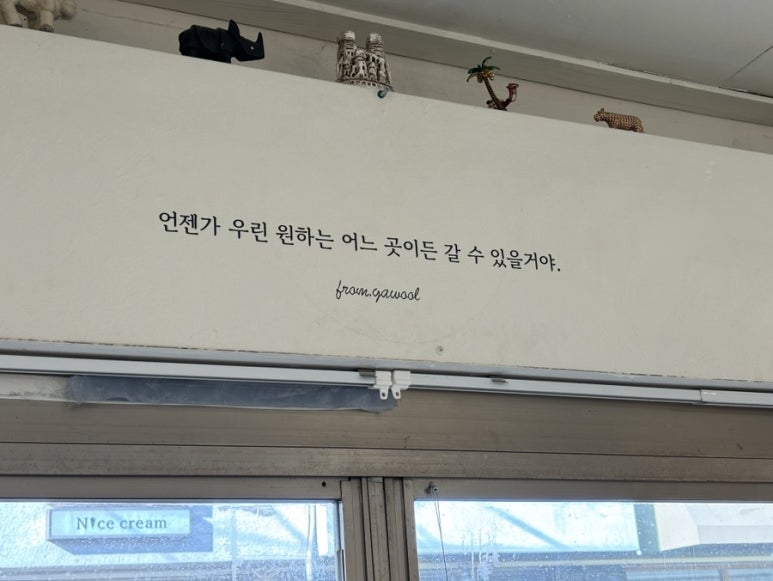 언젠가 우린 원하는 어느 곳이든 갈 수 있을거야.
from.gawool
N!ce cream